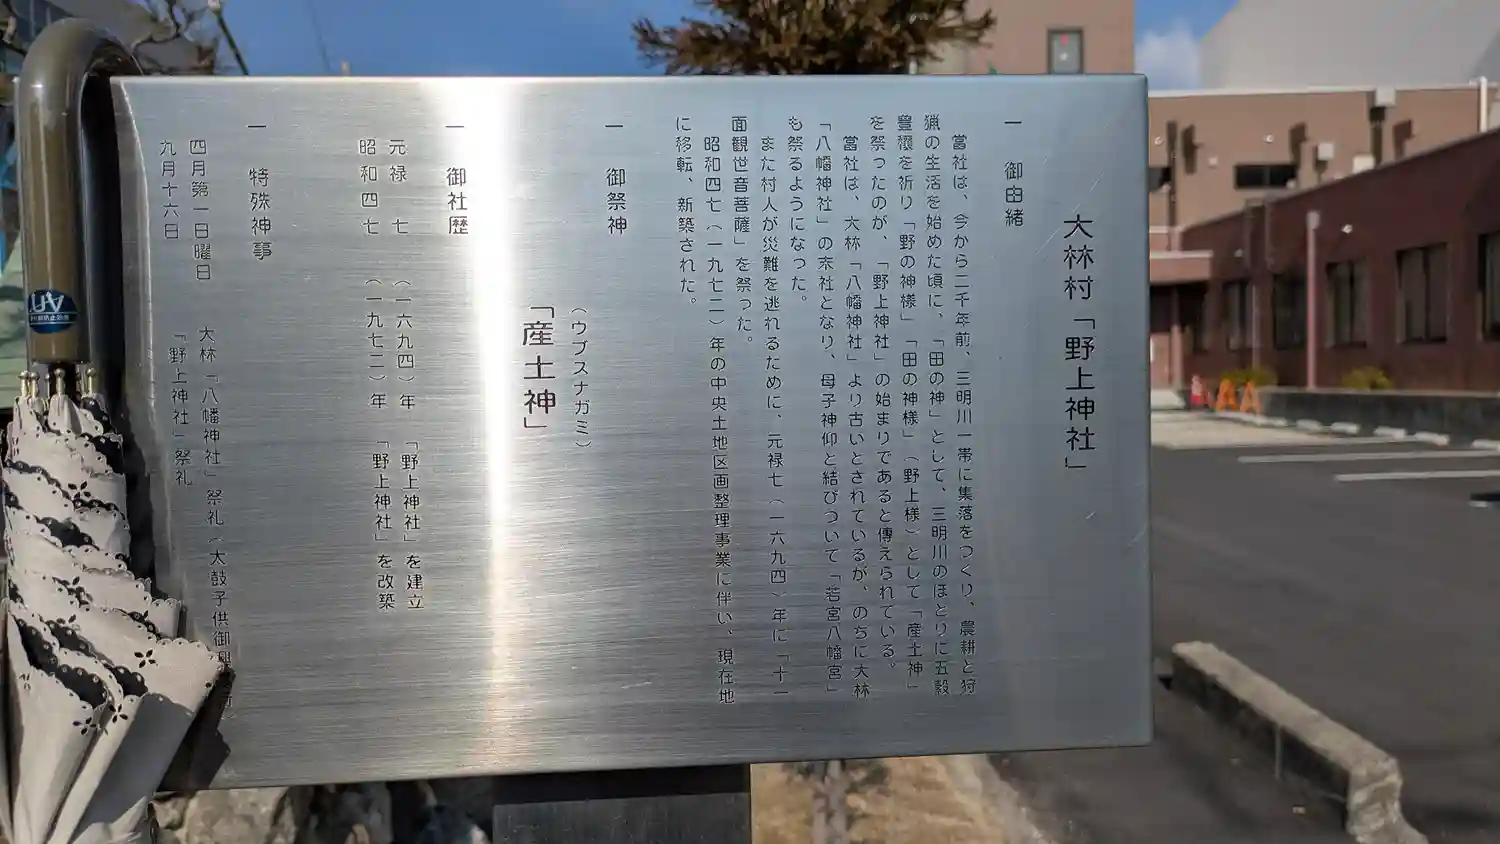 大林村「野上神社」
一 御由緒
當社は、今から二千年前、三明川一帯に集落をつくり、農耕と狩
猟の生活を始めた頃に、「田の神」として、三明川のほとりに五穀
豊穣を祈り「野の神様」「田の神様」（野上様）として「産土神」
を祭ったのが、「野上神社」の始まりであると傳えられている。
當社は、大林「八幡神社」より古いとされているが、のちに大林
「八幡神社」の末社となり、母子神仰と結びついて「若宮八幡宮」
も祭るようになった。
また村人が災難を逃れるために、元禄七（一六九四）年に「十一
面観世音菩薩」を祭った。
昭和四七（一九七二）年の中央土地区画整理事業に伴い、現在地
に移転、新築された。
一 御祭神
（ウブスナガミ）
「産土神」
一 御社歴
元禄 七 （一六九四）年 「野上神社」を建立
昭和四七 （一九七二）年 「野上神社」を改築
一 特殊神事
四月第一日曜日 大林「八幡神社」祭礼（太鼓子供御輿
九月十六日 「野上神社」祭礼
UV